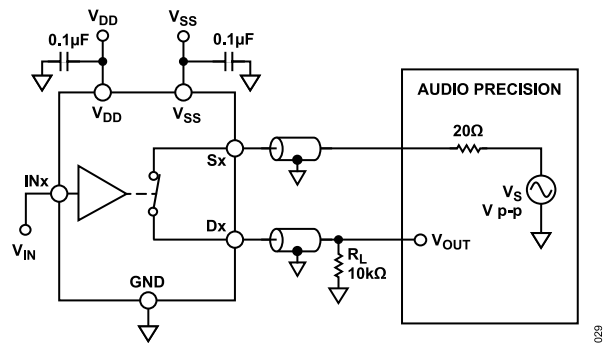 VDD
VSS
0.1µF
0.1µF
VDD
VSS
AUDIO PRECISION
20Ω
Sx
INx
VS
V p-p
Dx
VOUT
VIN
RL
10kΩ
GND
029